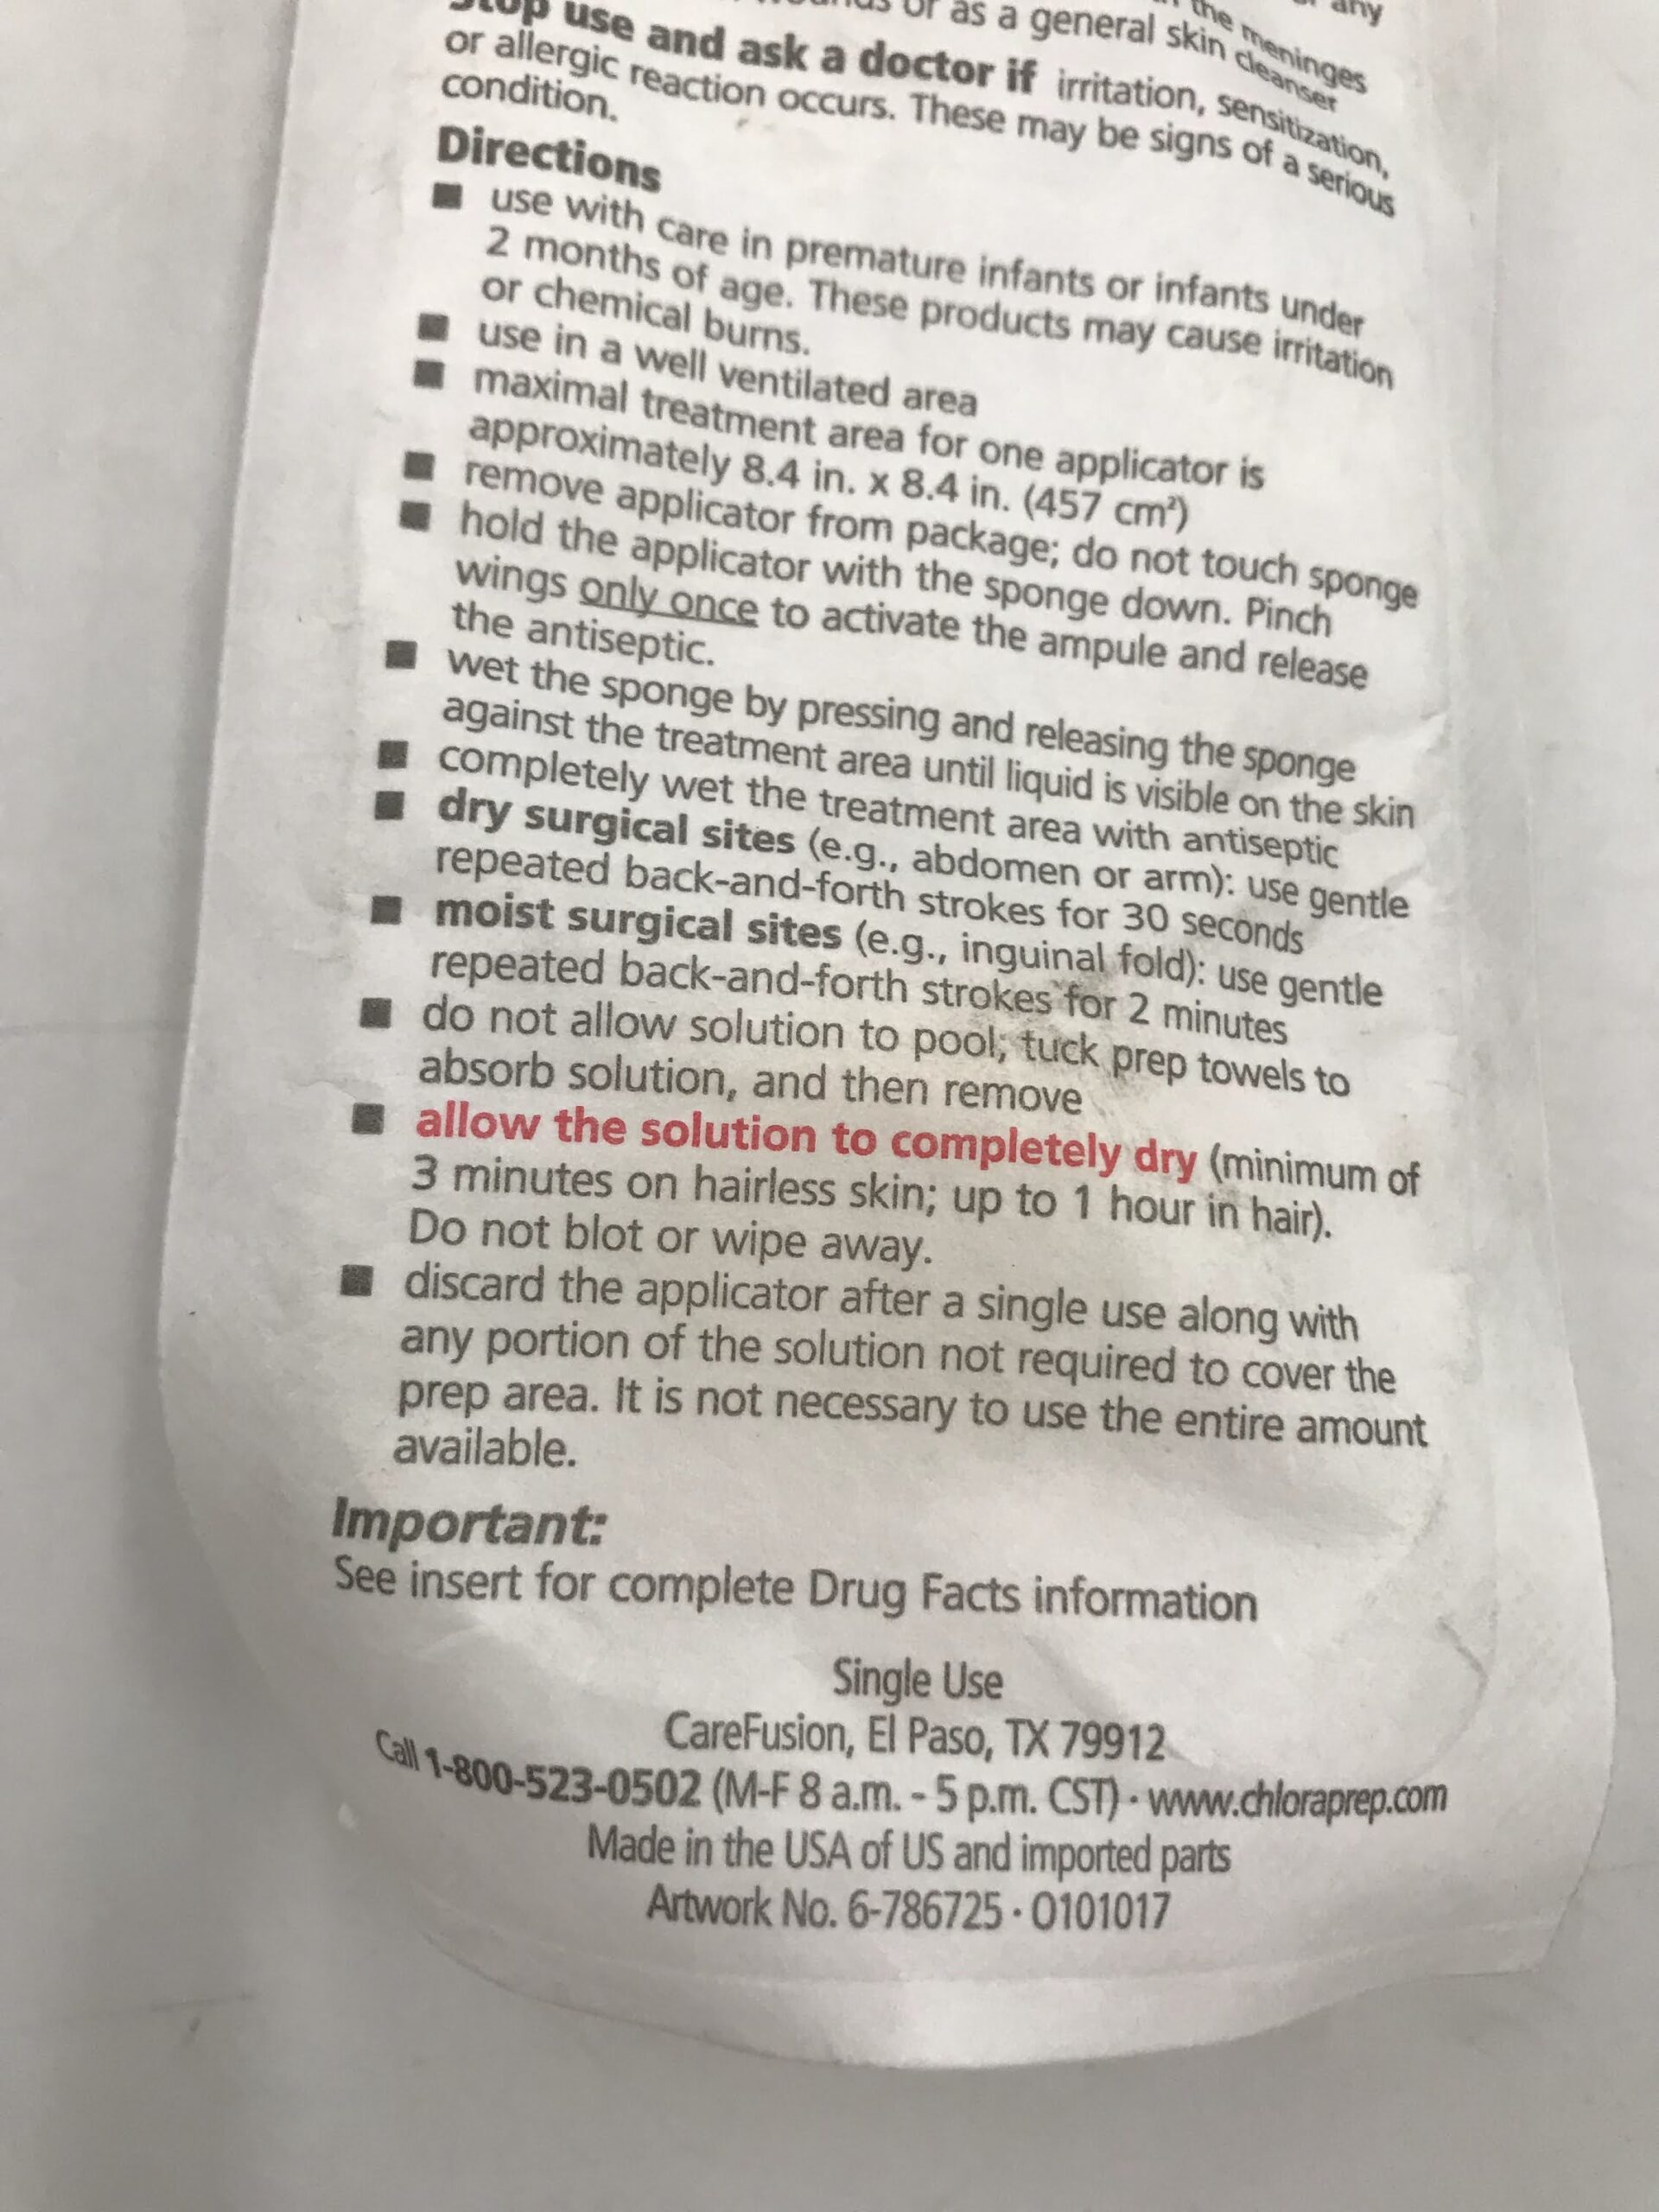 any
the meninges
or as a general skin cleanser
Stop use and ask a doctor if irritation, sensitization,
or allergic reaction occurs. These may be signs of a serious
condition.
Directions
■ use with care in premature infants or infants under
2 months of age. These products may cause irritation
or chemical burns.
■ use in a well ventilated area
■ maximal treatment area for one applicator is
approximately 8.4 in. x 8.4 in. (457 cm²)
■ remove applicator from package; do not touch sponge
■ hold the applicator with the sponge down. Pinch
wings only once to activate the ampule and release
the antiseptic.
■ wet the sponge by pressing and releasing the sponge
against the treatment area until liquid is visible on the skin
■ completely wet the treatment area with antiseptic
■ dry surgical sites (e.g., abdomen or arm): use gentle
repeated back-and-forth strokes for 30 seconds
■ moist surgical sites (e.g., inguinal fold): use gentle
repeated back-and-forth strokes for 2 minutes
■ do not allow solution to pool; tuck prep towels to
absorb solution, and then remove
■ allow the solution to completely dry (minimum of
3 minutes on hairless skin; up to 1 hour in hair).
Do not blot or wipe away.
■ discard the applicator after a single use along with
any portion of the solution not required to cover the
prep area. It is not necessary to use the entire amount
available.
Important:
See insert for complete Drug Facts information
Single Use
CareFusion, El Paso, TX 79912
Call 1-800-523-0502 (M-F 8 a.m. - 5 p.m. CST) · www.chloraprep.com
Made in the USA of US and imported parts
Artwork No. 6-786725 · O101017